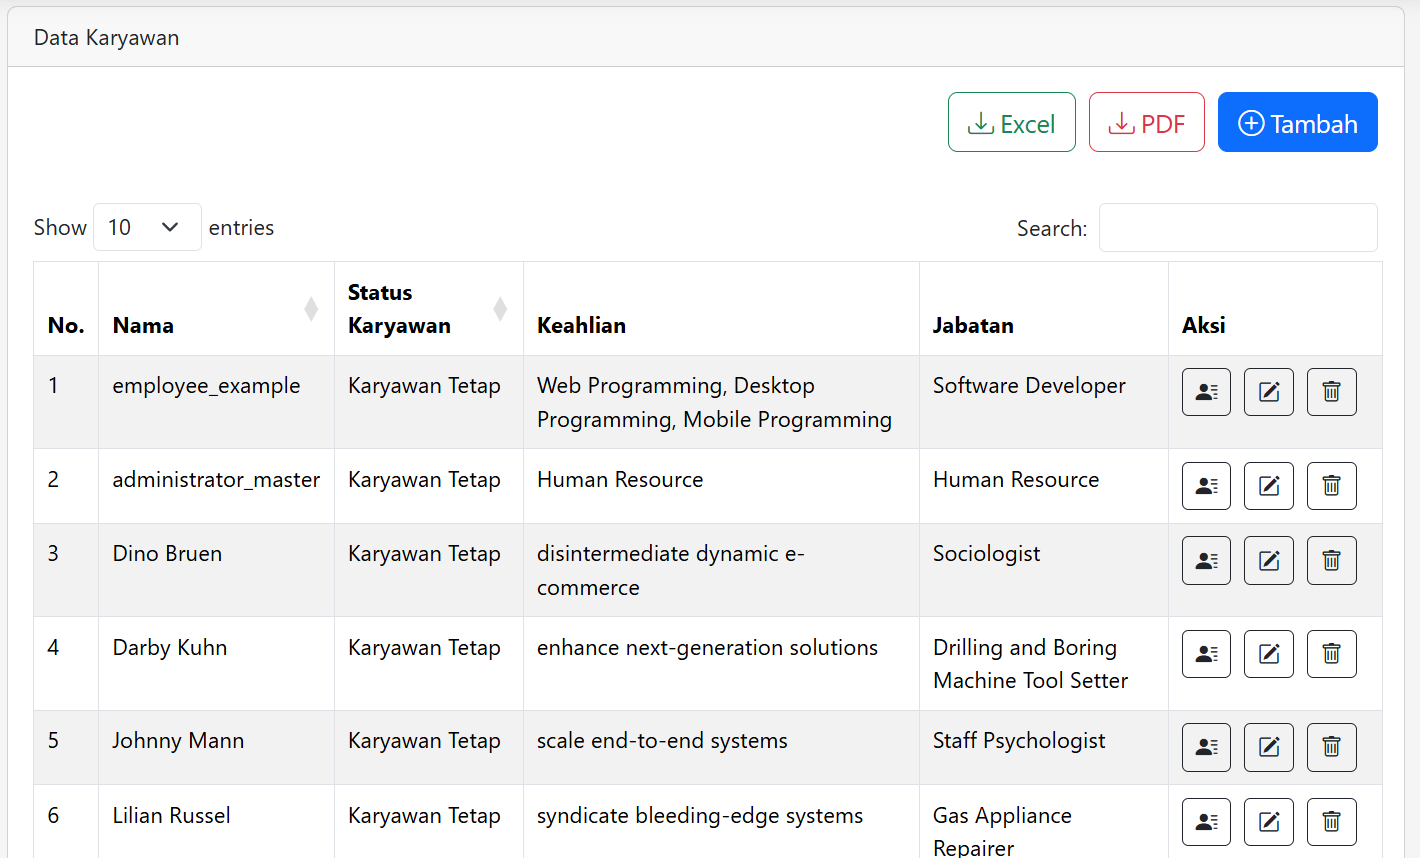 Data Karyawan
Excel
PDF
Tambah
Show 10 entries
Search:
No.
Nama
Status
Karyawan
Keahlian
Jabatan
Aksi
1
employee_example
Karyawan Tetap
Web Programming, Desktop
Programming, Mobile Programming
Software Developer
2
administrator_master
Karyawan Tetap
Human Resource
Human Resource
3
Dino Bruen
Karyawan Tetap
disintermediate dynamic e-
commerce
Sociologist
4
Darby Kuhn
Karyawan Tetap
enhance next-generation solutions
Drilling and Boring
Machine Tool Setter
5
Johnny Mann
Karyawan Tetap
scale end-to-end systems
Staff Psychologist
6
Lilian Russel
Karyawan Tetap
syndicate bleeding-edge systems
Gas Appliance
Repairer